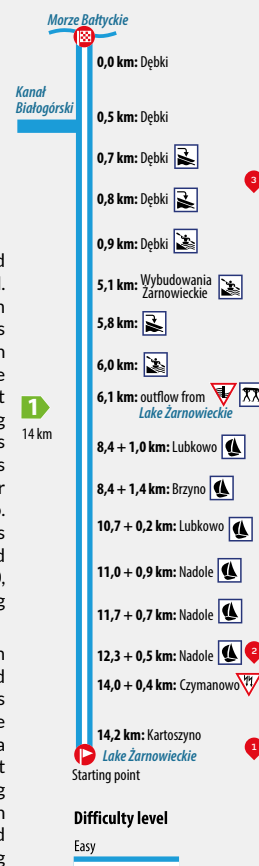 Morze Bałtyckie
0,0 km: Dębki
Kanał
Białogórski
0,5 km: Dębki
0,7 km: Dębki
0,8 km: Dębki
3
0,9 km: Dębki
5,1 km: Wybudowania
Żarnowieckie
5,8 km:
6,0 km:
6,1 km: outflow from
Lake Żarnowieckie
1
14 km
8,4 + 1,0 km: Lubkowo
8,4 + 1,4 km: Brzyno
10,7 + 0,2 km: Lubkowo
11,0 + 0,9 km: Nadole
11,7 + 0,7 km: Nadole
12,3 + 0,5 km: Nadole
2
14,0 + 0,4 km: Czymanowo
14,2 km: Kartoszyno
1
Lake Żarnowieckie
Starting point
Difficulty level
Easy